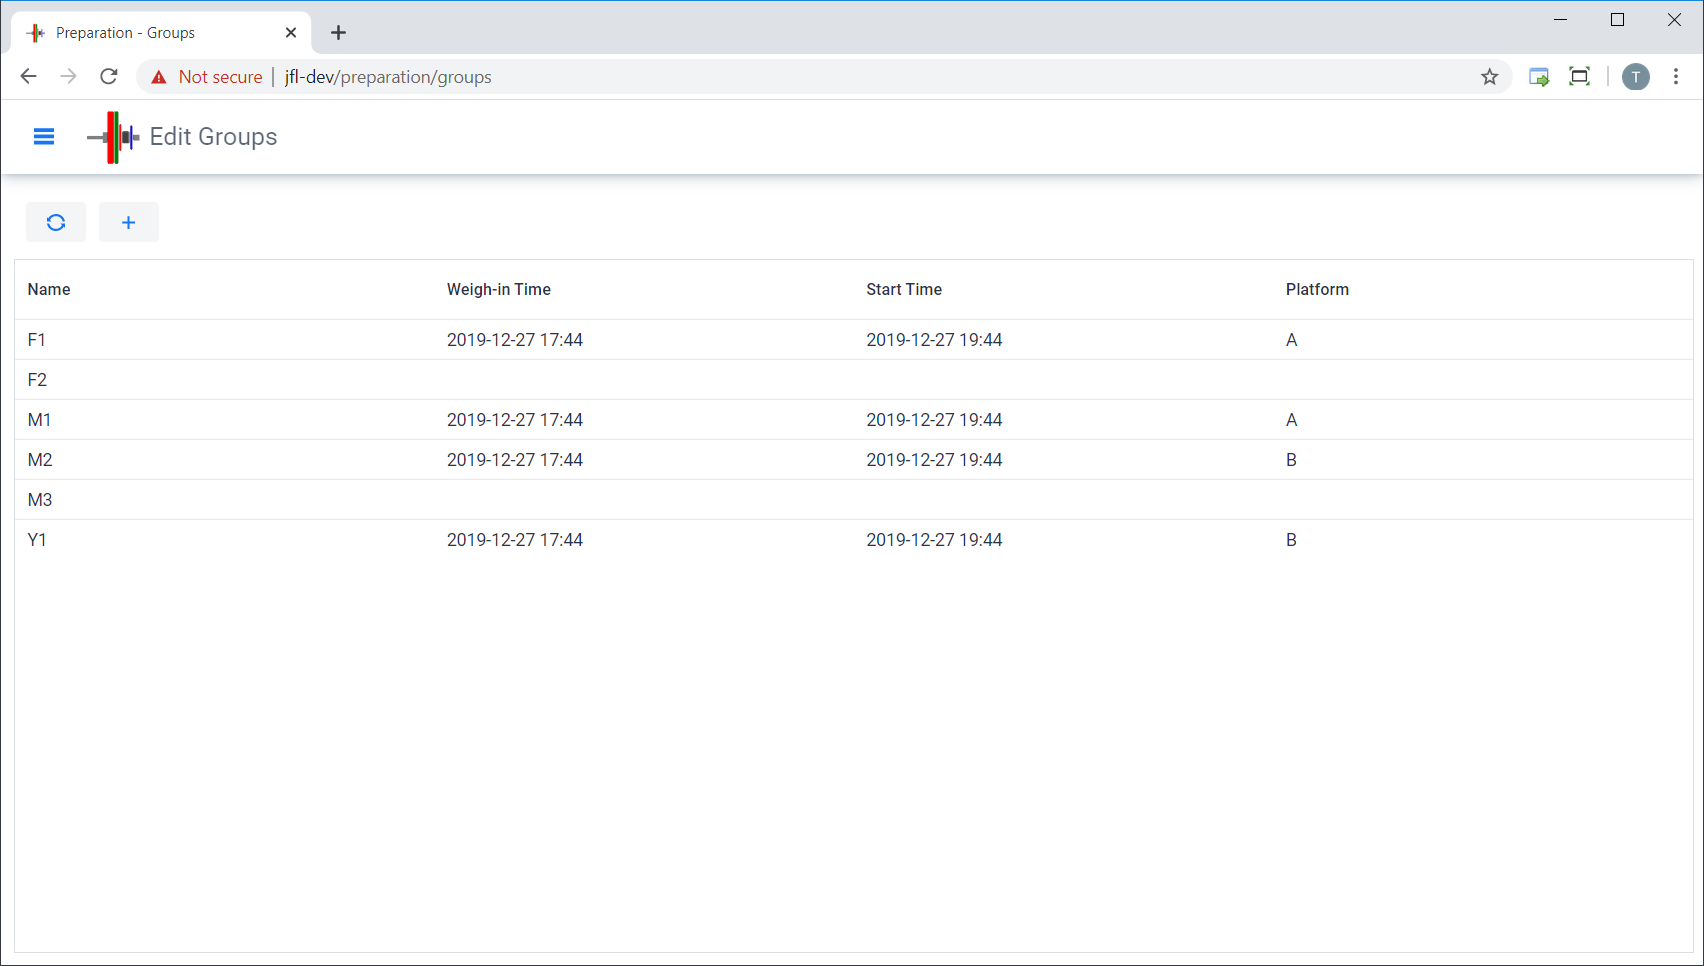 Preparation - Groups
Not secure | jfl-dev/preparation/groups
T
Edit Groups
Name Weigh-in Time Start Time Platform
F1 2019-12-27 17:44 2019-12-27 19:44 A
F2
M1 2019-12-27 17:44 2019-12-27 19:44 A
M2 2019-12-27 17:44 2019-12-27 19:44 B
M3
Y1 2019-12-27 17:44 2019-12-27 19:44 B